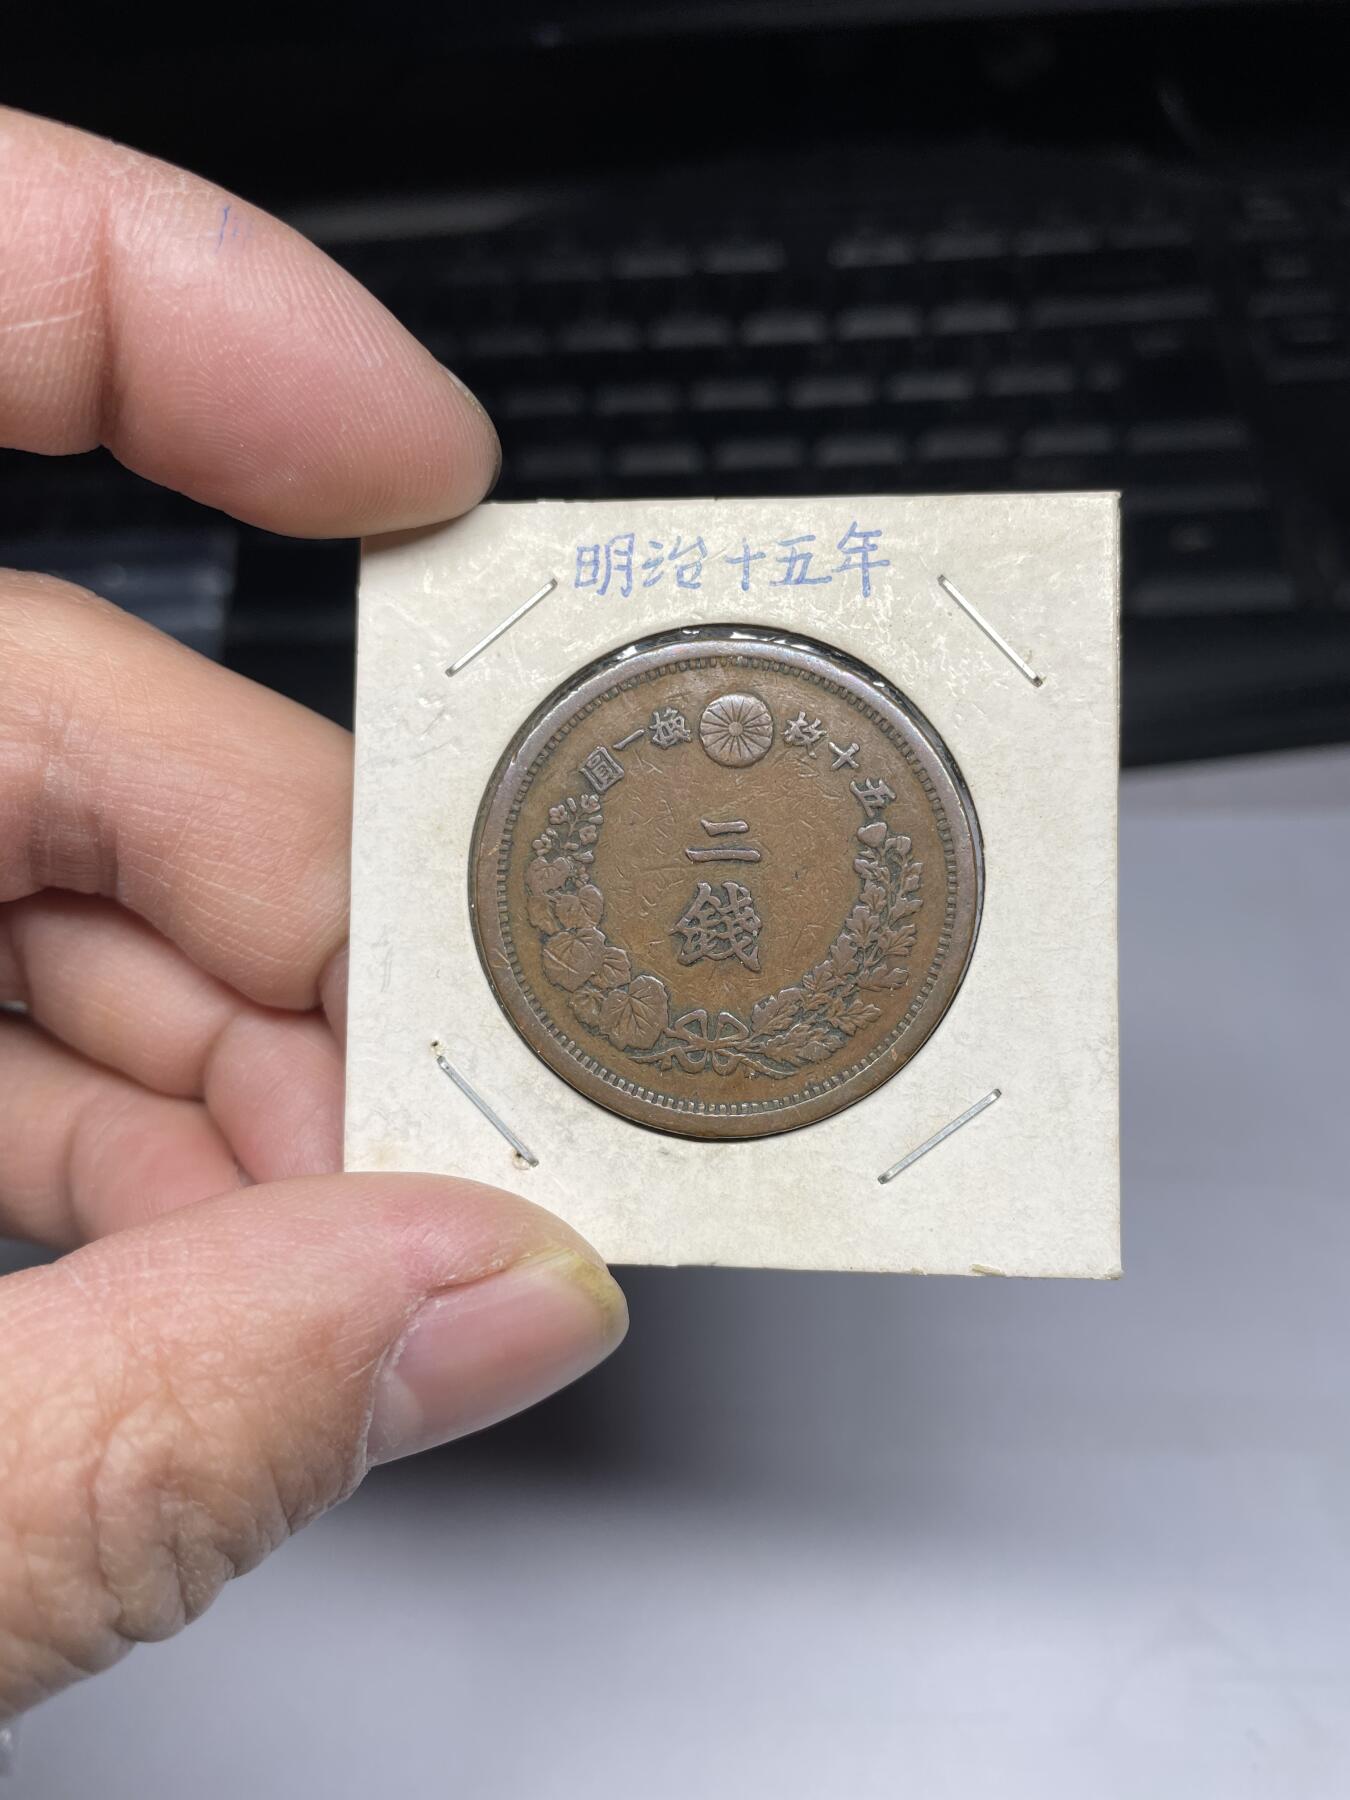 明治十五年
五十枚換一圓
二
錢